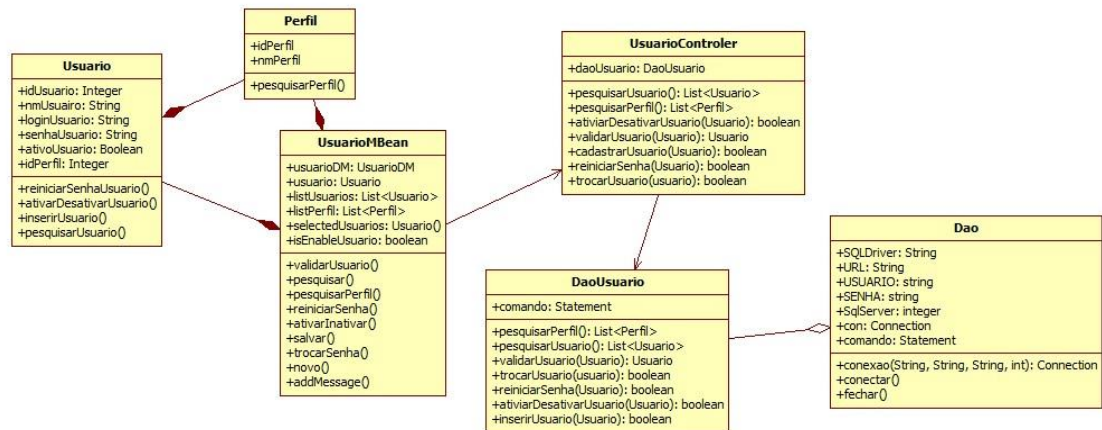 Perfil
+idPerfil
+nmPerfil
+pesquisarPerfil()
Usuario
+idUsuario: Integer
+nmUsuairo: String
+loginUsuario: String
+senhaUsuario: String
+ativoUsuario: Boolean
+idPerfil: Integer
+reiniciarSenhaUsuario()
+ativarDesativarUsuario()
+inserirUsuario()
+pesquisarUsuario()
UsuarioMBean
+usuarioDM: UsuarioDM
+usuario: Usuario
+listUsuarios: List<Usuario>
+listPerfil: List<Perfil>
+selectedUsuarios: Usuario()
+isEnableUsuario: boolean
+validarUsuario()
+pesquisar()
+pesquisarPerfil()
+reiniciarSenha()
+ativarInativar()
+salvar()
+trocarSenha()
+novo()
+addMessage()
UsuarioControler
+daoUsuario: DaoUsuario
+pesquisarUsuario(): List<Usuario>
+pesquisarPerfil(): List<Perfil>
+ativiarDesativarUsuario(Usuario): boolean
+validarUsuario(Usuario): Usuario
+cadastrarUsuario(Usuario): boolean
+reiniciarSenha(Usuario): boolean
+trocarUsuario(usuario): boolean
DaoUsuario
+comando: Statement
+pesquisarPerfil(): List<Perfil>
+pesquisarUsuario(): List<Usuario>
+validarUsuario(Usuario): Usuario
+trocarUsuario(usuario): boolean
+reiniciarSenha(Usuario): boolean
+ativiarDesativarUsuario(Usuario): boolean
+inserirUsuario(Usuario): boolean
Dao
+SQLDriver: String
+URL: String
+USUARIO: string
+SENHA: string
+SqlServer: integer
+con: Connection
+comando: Statement
+conexao(String, String, String, int): Connection
+conectar()
+fechar()